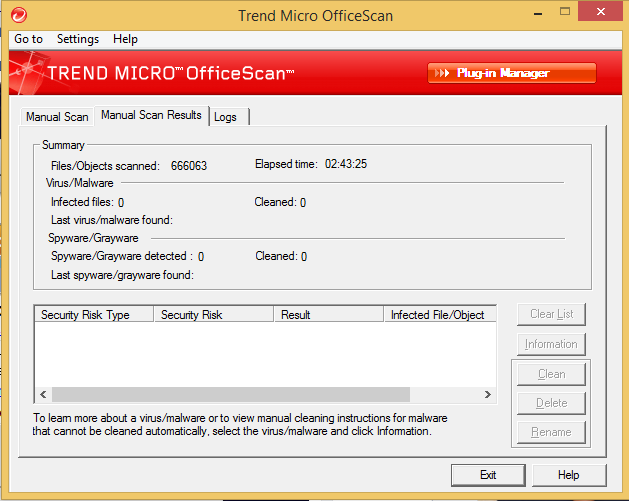 Trend Micro OfficeScan
Go to Settings Help
TREND MICRO™ OfficeScan™
Plug-in Manager
Manual Scan Manual Scan Results Logs
Summary
Files/Objects scanned: 666063 Elapsed time: 02:43:25
Virus/Malware
Infected files: 0 Cleaned: 0
Last virus/malware found:
Spyware/Grayware
Spyware/Grayware detected : 0 Cleaned: 0
Last spyware/grayware found:
Security Risk Type Security Risk Result Infected File/Object
Clear List
Information
Clean
Delete
Rename
To learn more about a virus/malware or to view manual cleaning instructions for malware
that cannot be cleaned automatically, select the virus/malware and click Information.
Exit Help